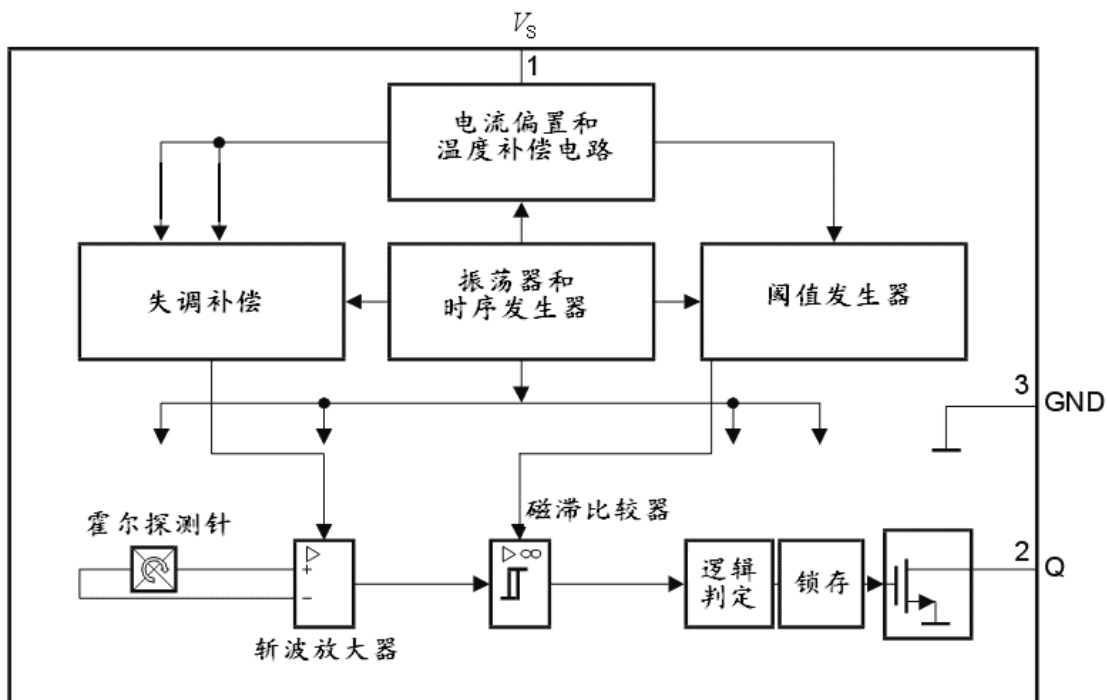 VS
1
电流偏置和
温度补偿电路
失调补偿
振荡器和
时序发生器
阈值发生器
3
GND
磁滞比较器
霍尔探测针
▷
+
−
▷∞
逻辑
判定
锁存
2
Q
斩波放大器